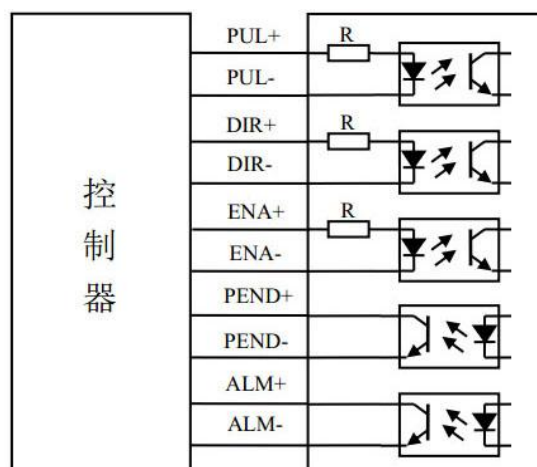 PUL+
R
PUL-
DIR+
R
DIR-
控制器
ENA+
R
ENA-
PEND+
PEND-
ALM+
ALM-